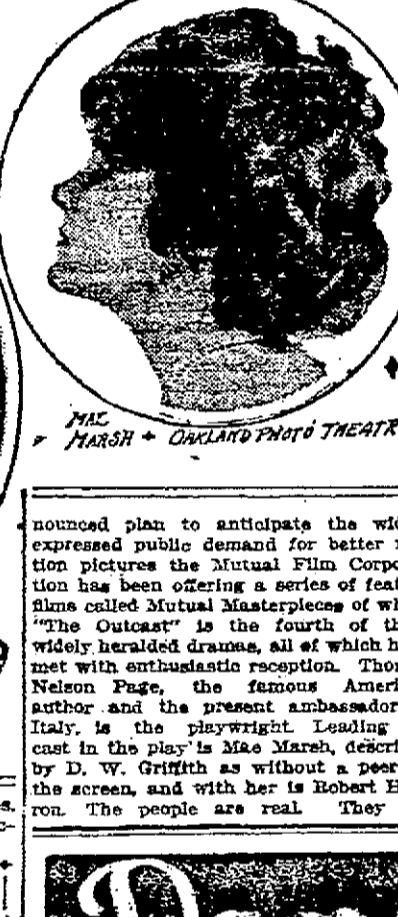 MAE
MARSH + OAKLAND PHOTO THEATR
nounced plan to anticipate the wid
expressed public demand for better m
tion pictures the Mutual Film Corpo
tion has been offering a series of feat
films called Mutual Masterpieces of wh
"The Outcast" is the fourth of th
widely heralded dramas, all of which h
met with enthusiastic reception. Thom
Nelson Page, the famous Ameri
author and the present ambassador
Italy, is the playwright. Leading
cast in the play is Mae Marsh, descri
by D. W. Griffith as without a peer
the screen, and with her is Robert H
ron. The people are real. They